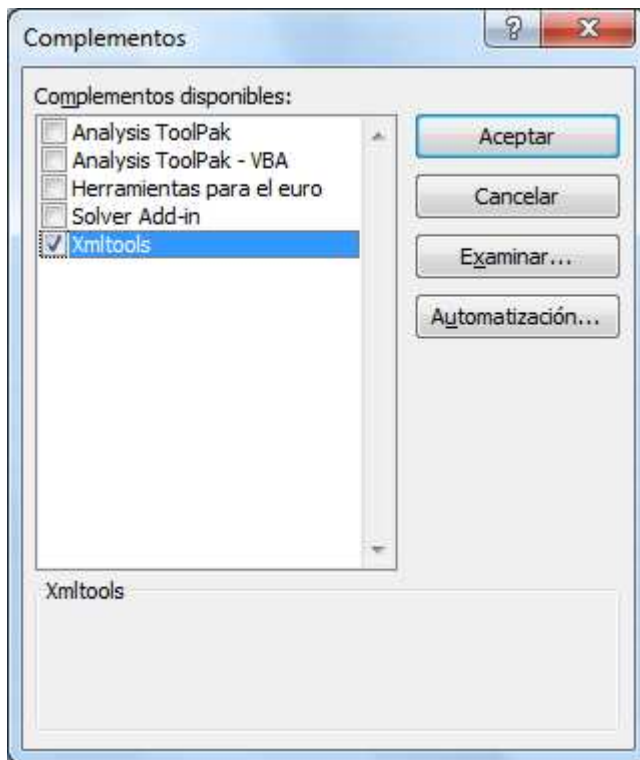 Complementos
Complementos disponibles:
Analysis ToolPak
Analysis ToolPak - VBA
Herramientas para el euro
Solver Add-in
Xmltools
Aceptar
Cancelar
Examinar...
Automatización...
Xmltools